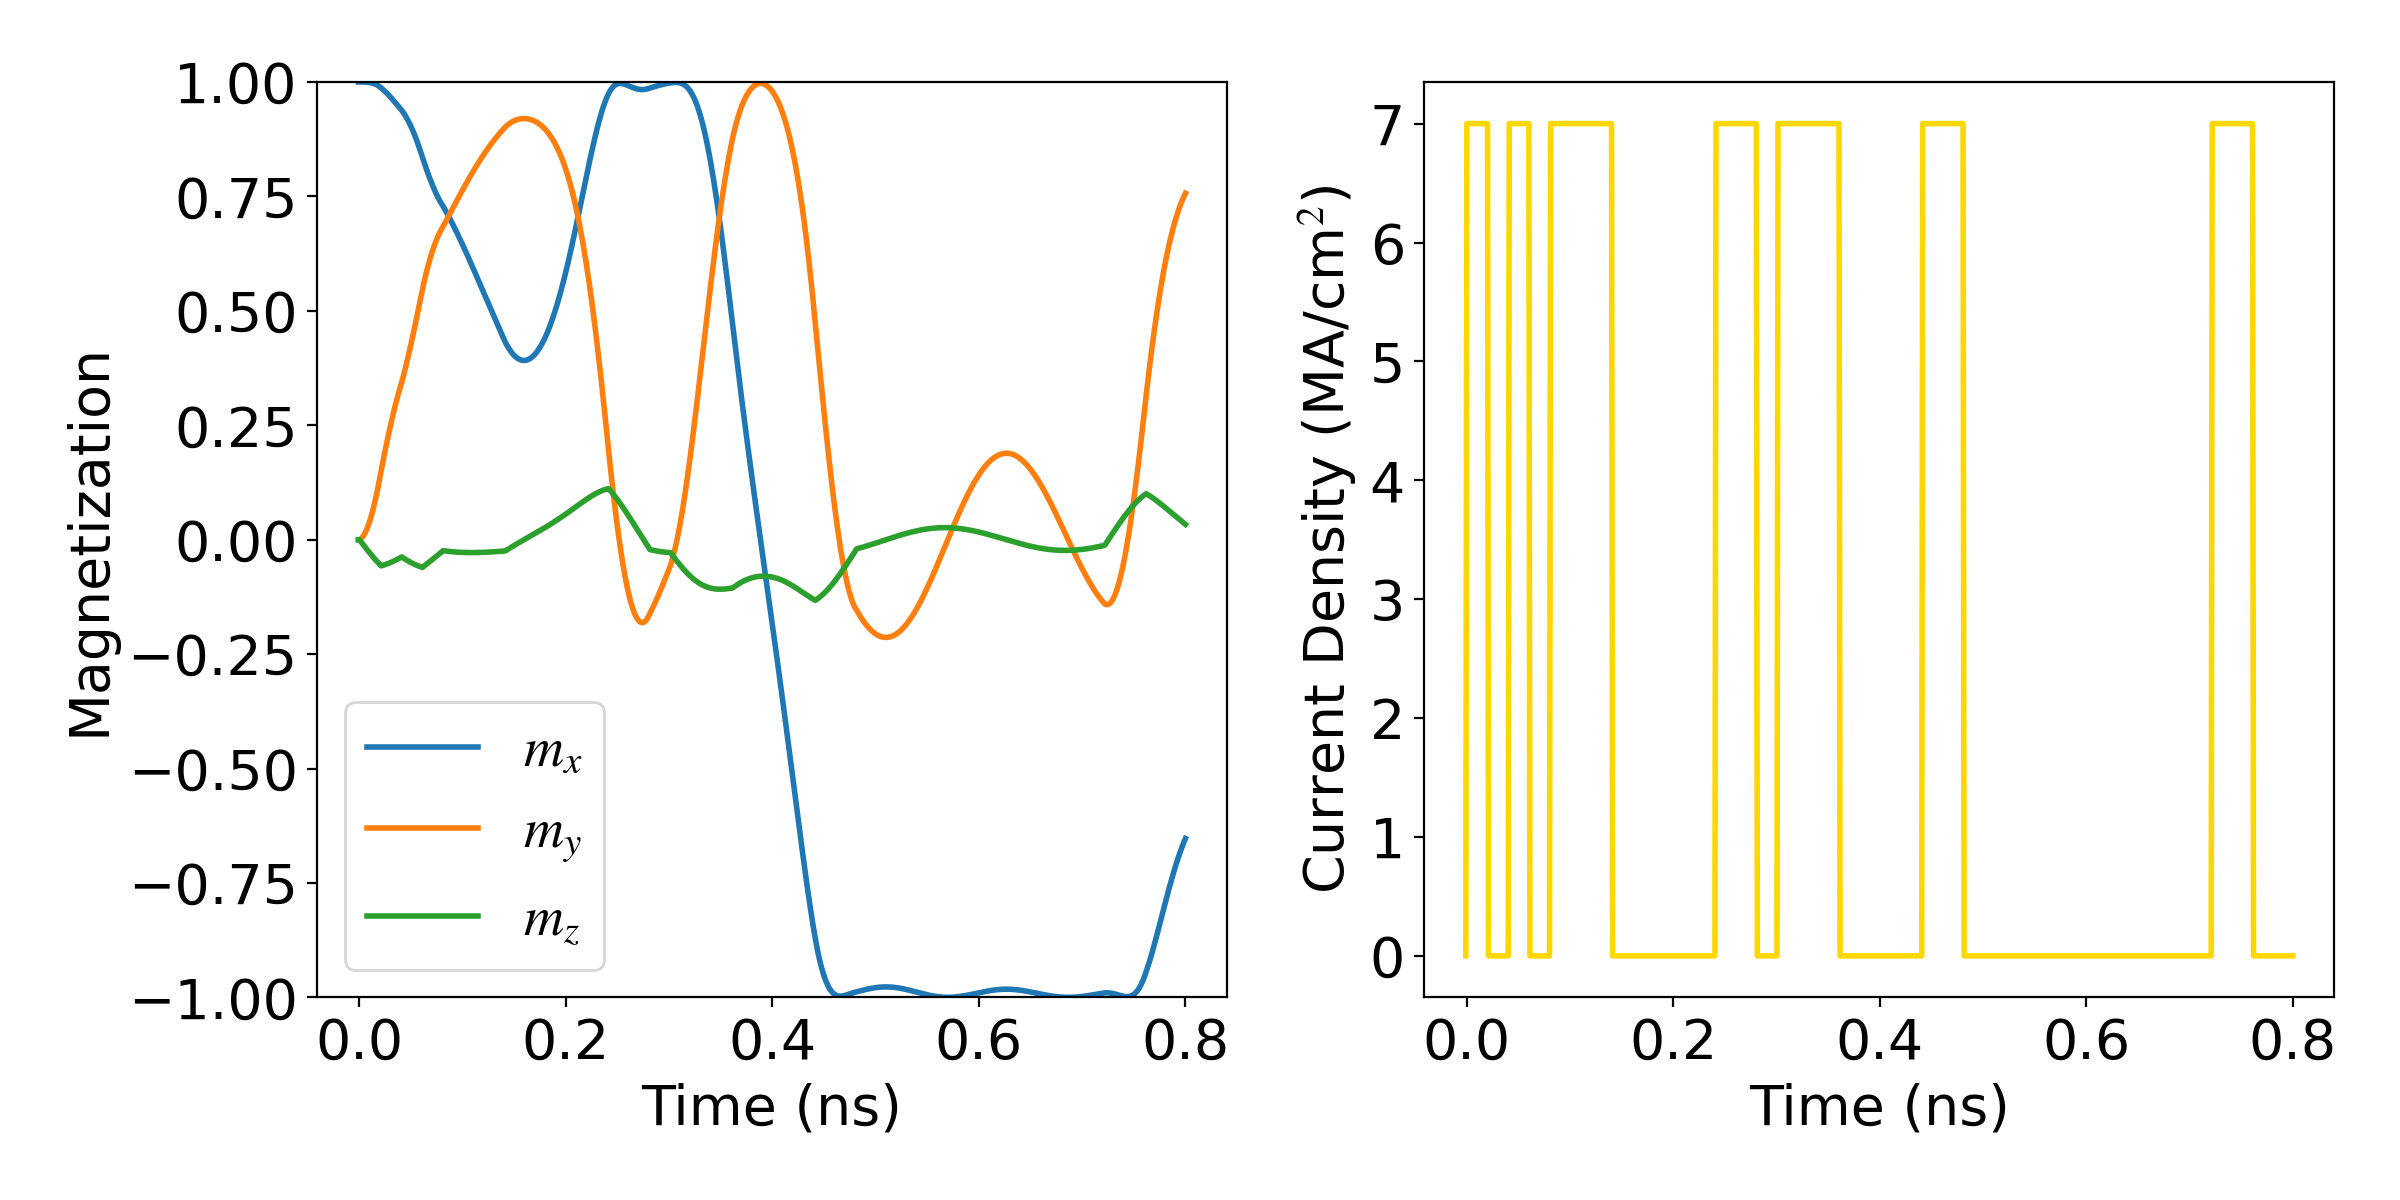 Magnetization
1.00
0.75
0.50
0.25
0.00
−0.25
−0.50
−0.75
−1.00
m_x
m_y
m_z
0.0 0.2 0.4 0.6 0.8
Time (ns)
Current Density (MA/cm²)
7
6
5
4
3
2
1
0
0.0 0.2 0.4 0.6 0.8
Time (ns)